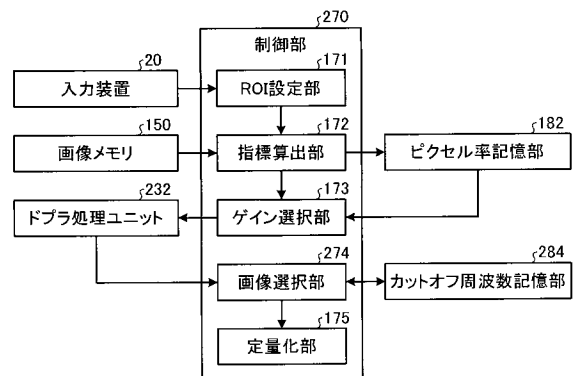 270
制御部
20
入力装置
171
ROI設定部
150
画像メモリ
172
指標算出部
182
ピクセル率記憶部
232
ドプラ処理ユニット
173
ゲイン選択部
274
画像選択部
284
カットオフ周波数記憶部
175
定量化部